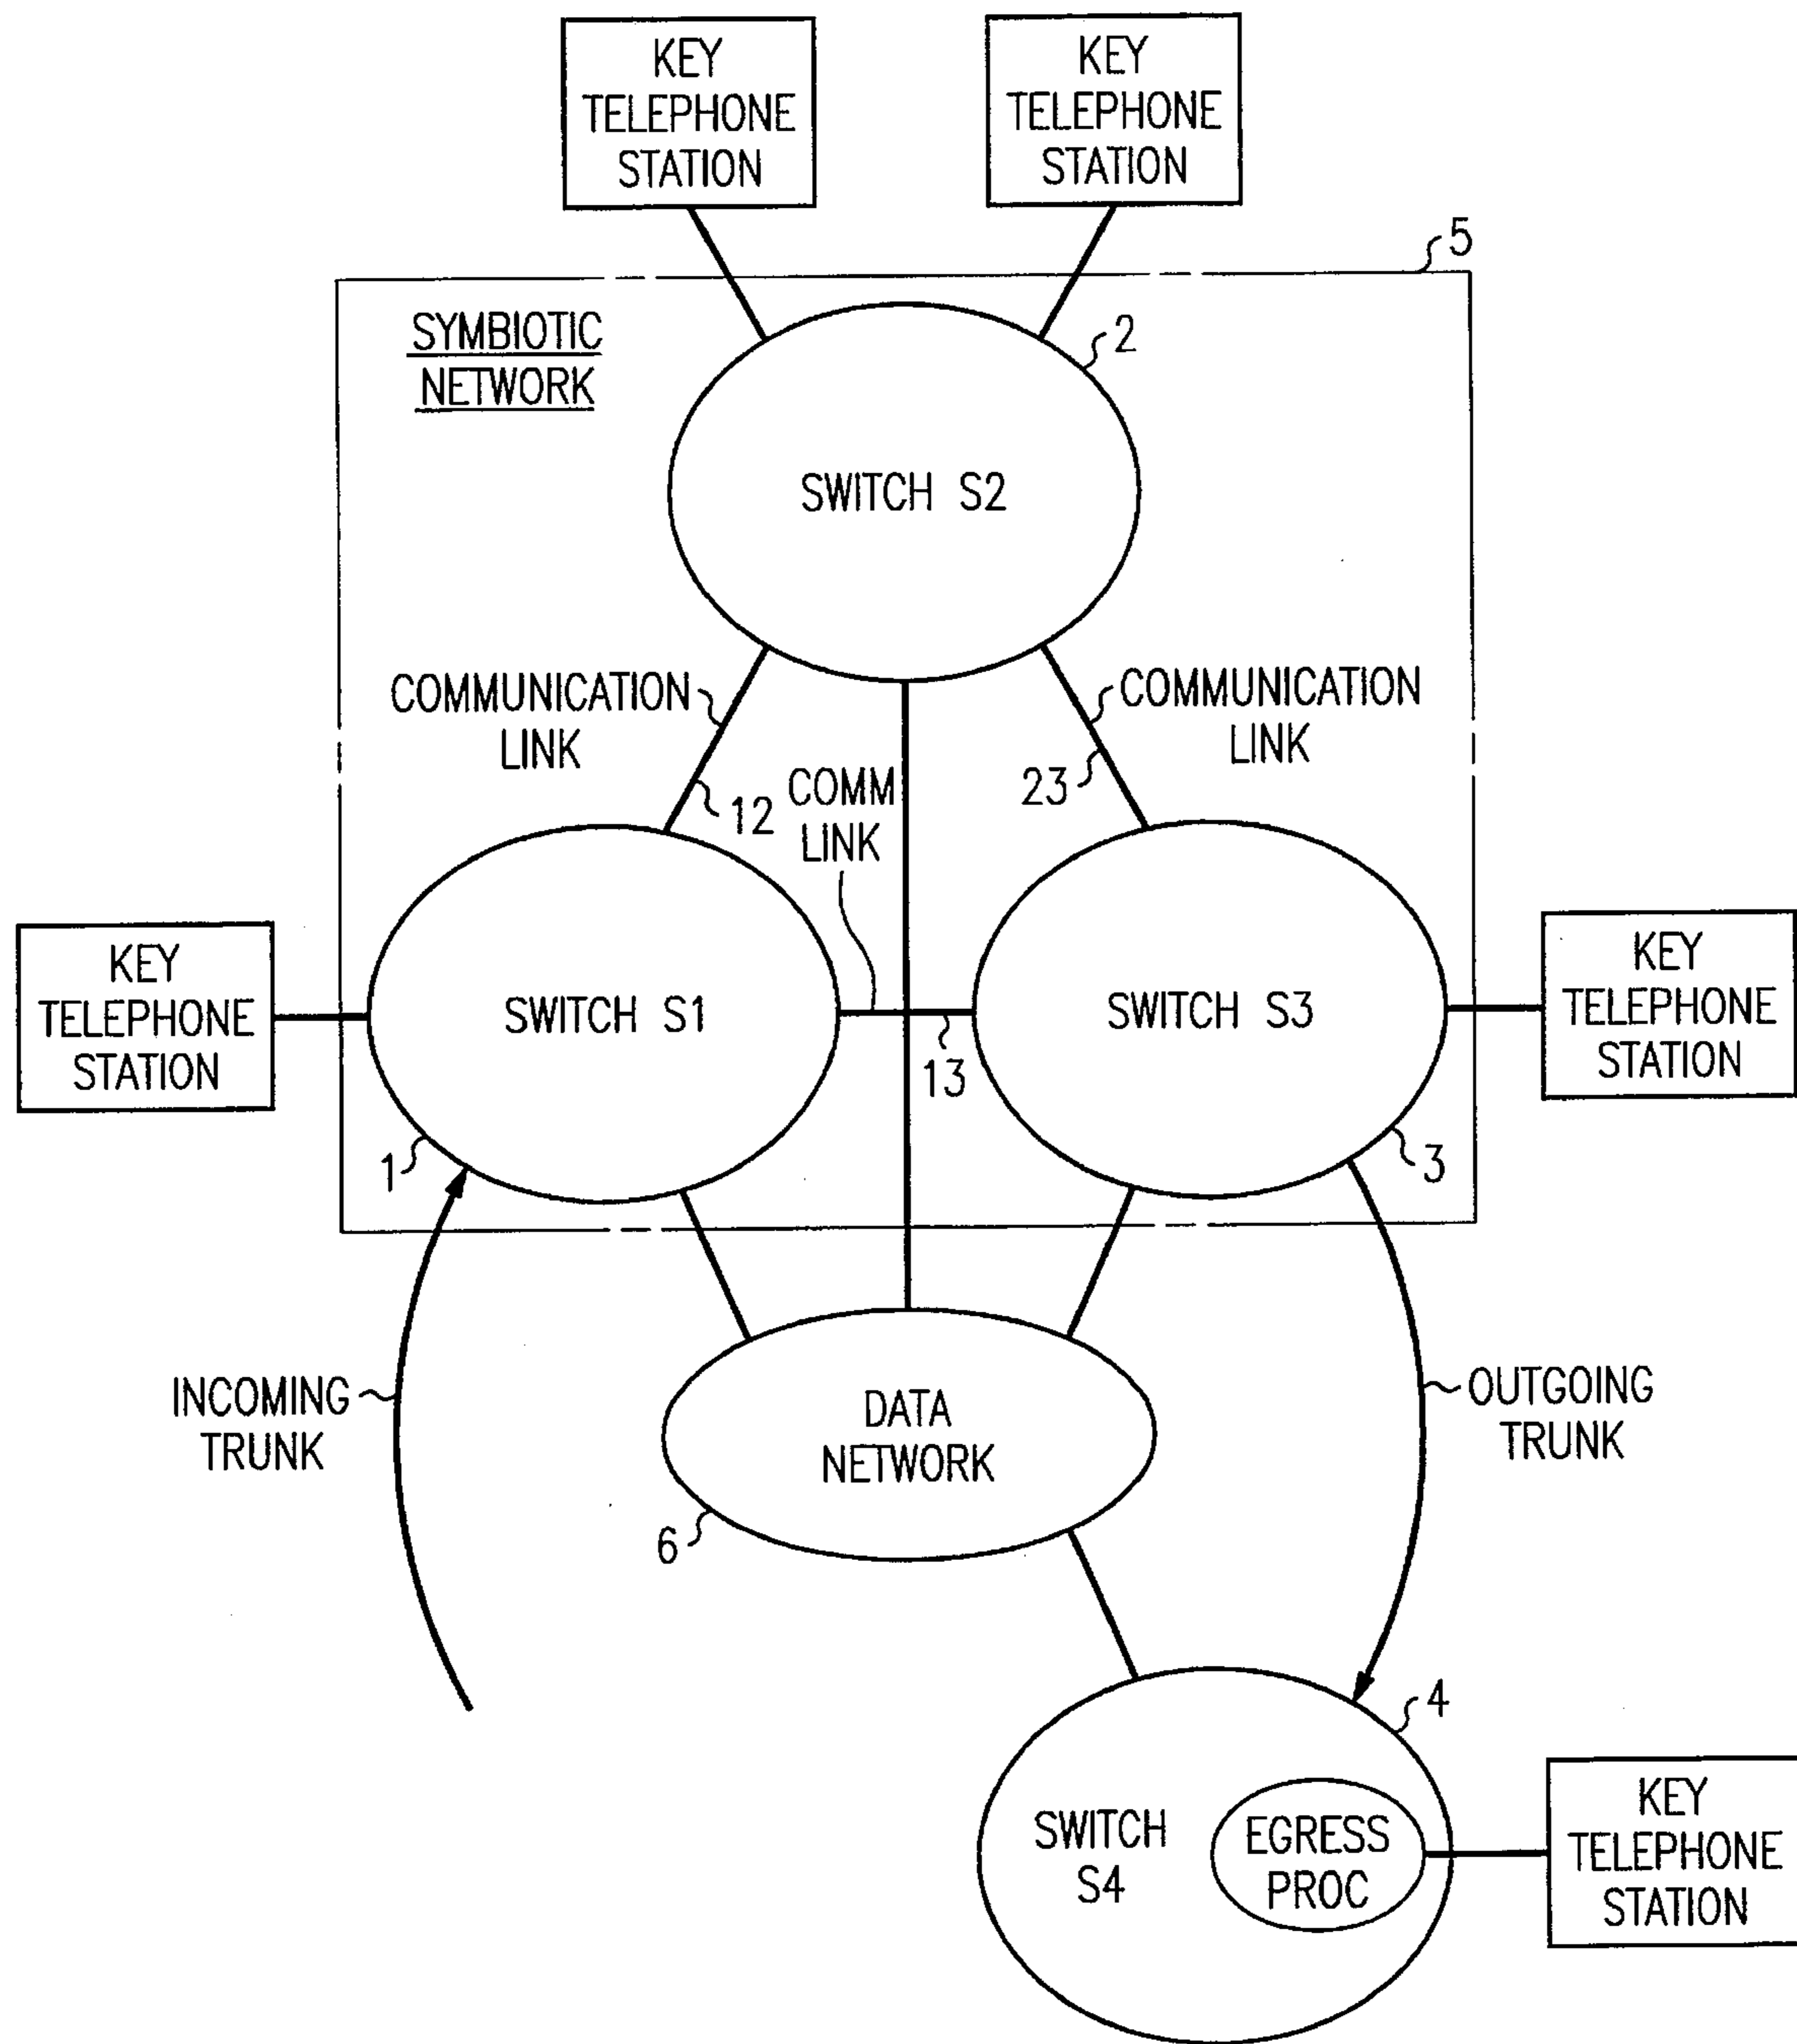 KEY
TELEPHONE
STATION
KEY
TELEPHONE
STATION
5
SYMBIOTIC
NETWORK
2
SWITCH S2
COMMUNICATION
LINK
12
COMMUNICATION
LINK
23
COMM
LINK
KEY
TELEPHONE
STATION
SWITCH S1
13
SWITCH S3
KEY
TELEPHONE
STATION
1
3
INCOMING
TRUNK
DATA
NETWORK
OUTGOING
TRUNK
6
4
SWITCH
S4
EGRESS
PROC
KEY
TELEPHONE
STATION